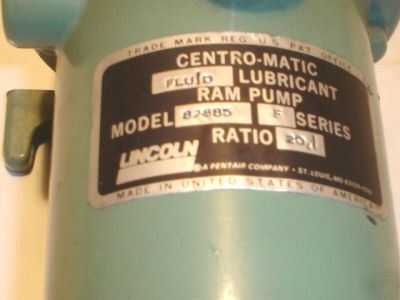 TRADE MARK REG. U.S. PAT. OFFICE
CENTRO-MATIC
FLUID LUBRICANT
RAM PUMP
MODEL 82885 F SERIES
RATIO 20:1
LINCOLN
A PENTAIR COMPANY • ST. LOUIS, MO
MADE IN UNITED STATES OF AMERICA